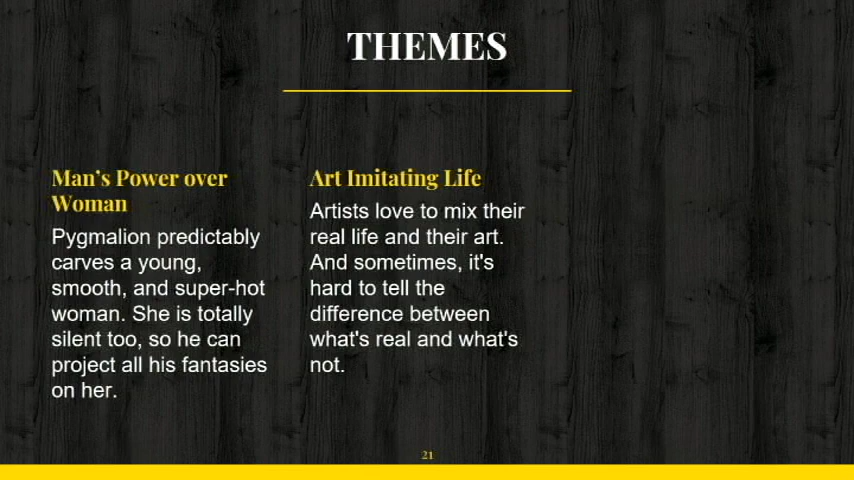 THEMES
Man’s Power over
Woman
Pygmalion predictably
carves a young,
smooth, and super-hot
woman. She is totally
silent too, so he can
project all his fantasies
on her.
Art Imitating Life
Artists love to mix their
real life and their art.
And sometimes, it's
hard to tell the
difference between
what's real and what's
not.
21